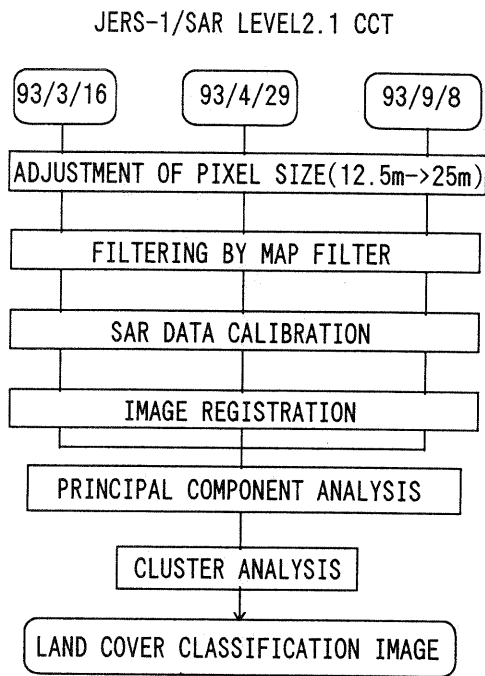 JERS-1/SAR LEVEL2.1 CCT
93/3/16
93/4/29
93/9/8
ADJUSTMENT OF PIXEL SIZE(12.5m->25m)
FILTERING BY MAP FILTER
SAR DATA CALIBRATION
IMAGE REGISTRATION
PRINCIPAL COMPONENT ANALYSIS
CLUSTER ANALYSIS
LAND COVER CLASSIFICATION IMAGE